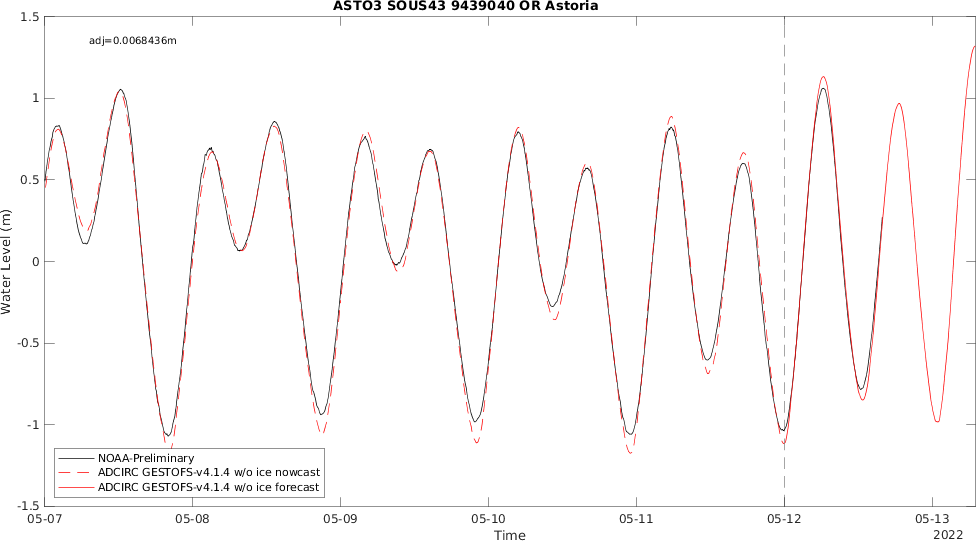 ASTO3 SOUS43 9439040 OR Astoria
adj=0.0068436m
1.5
1
0.5
0
-0.5
-1
-1.5
Water Level (m)
NOAA-Preliminary
ADCIRC GESTOFS-v4.1.4 w/o ice nowcast
ADCIRC GESTOFS-v4.1.4 w/o ice forecast
05-07 05-08 05-09 05-10 05-11 05-12 05-13
Time
2022